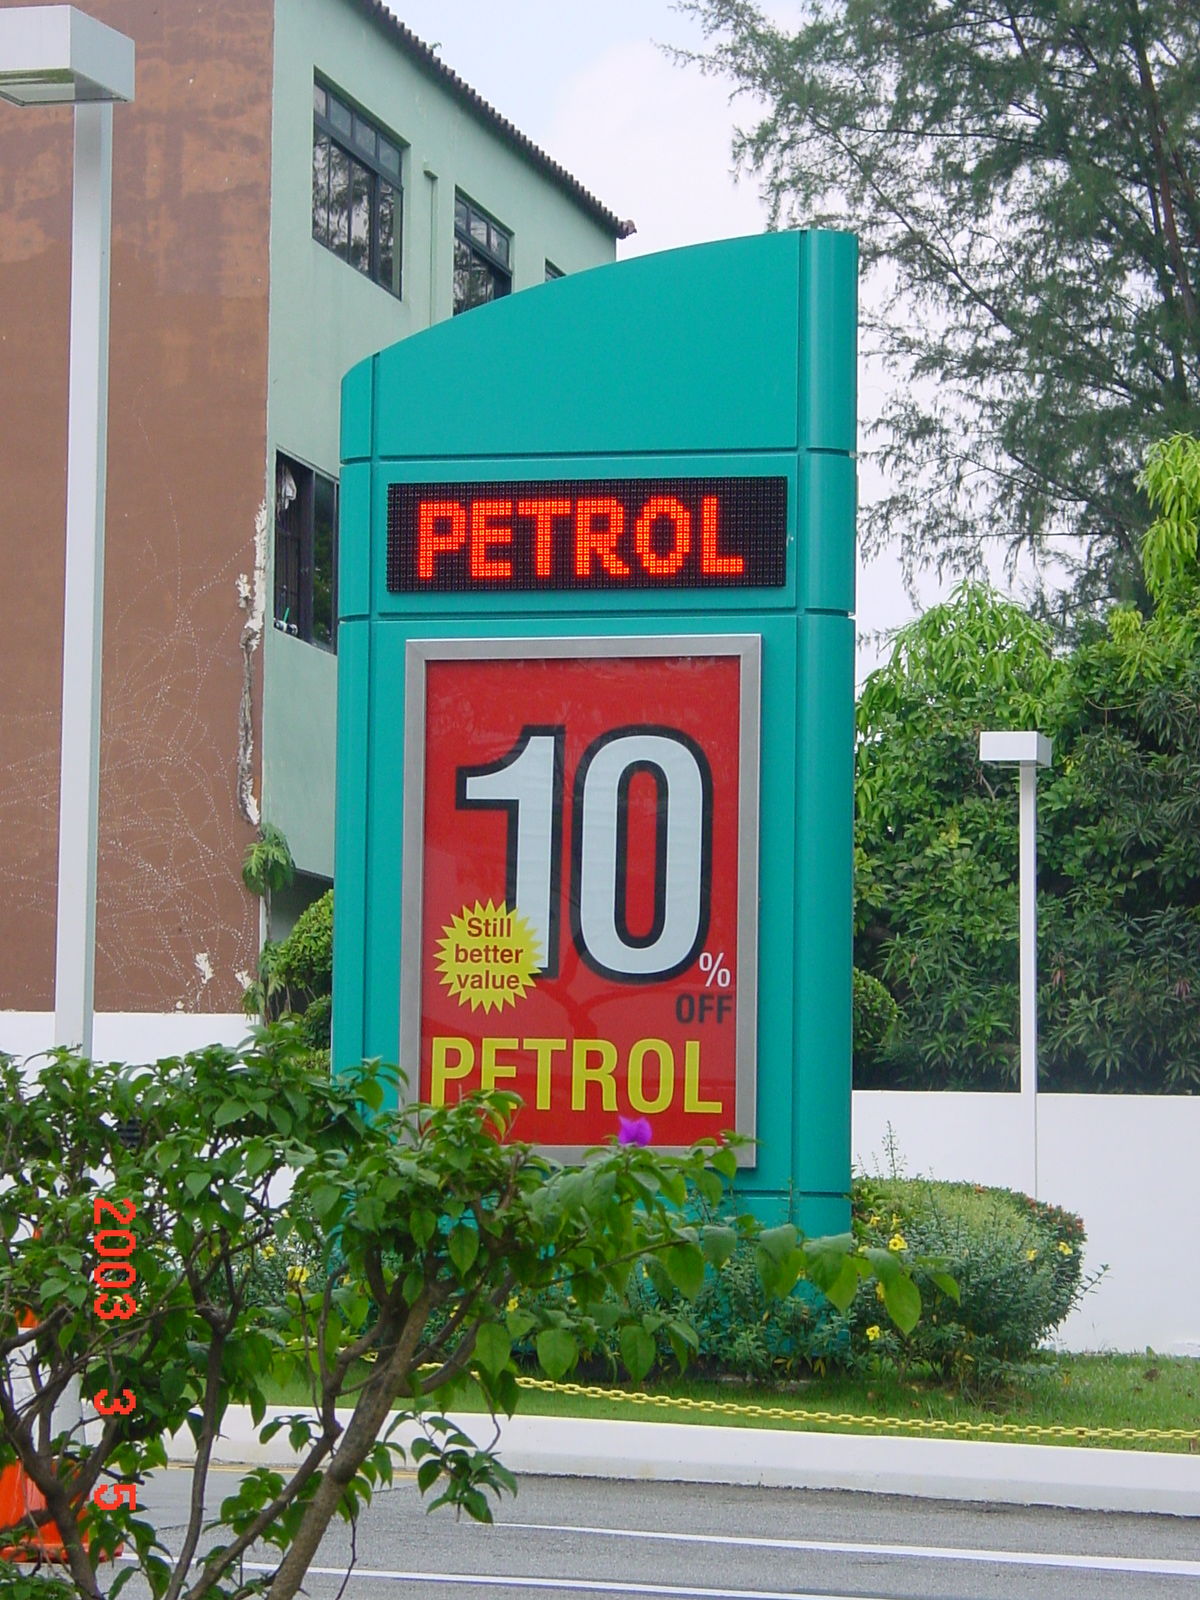 PETROL
10
% 
OFF
Still
better
value
PETROL
2003 3 5